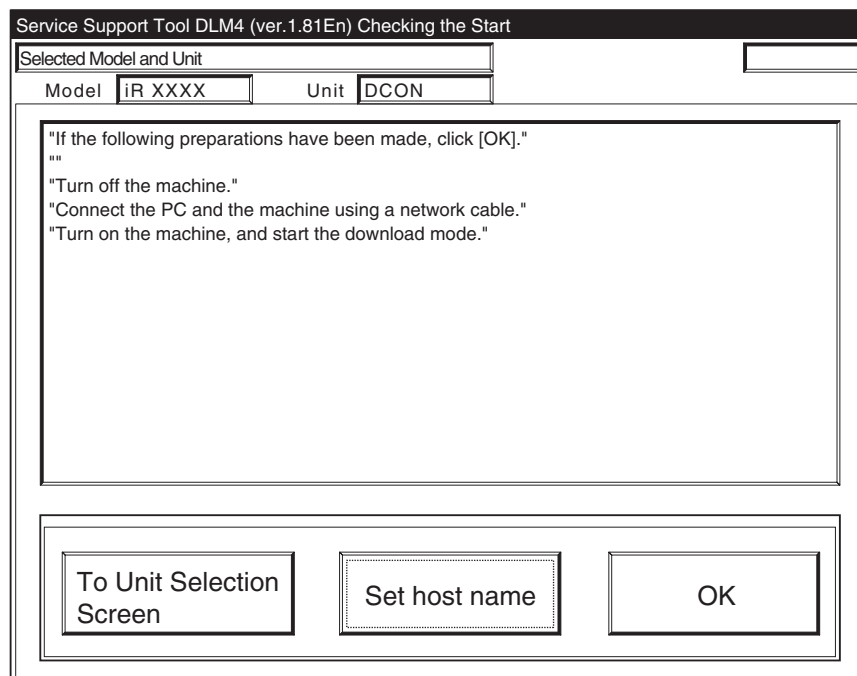 Service Support Tool DLM4 (ver.1.81En) Checking the Start
Selected Model and Unit
Model iR XXXX Unit DCON
"If the following preparations have been made, click [OK]."
""
"Turn off the machine."
"Connect the PC and the machine using a network cable."
"Turn on the machine, and start the download mode."
To Unit Selection
Screen
Set host name
OK